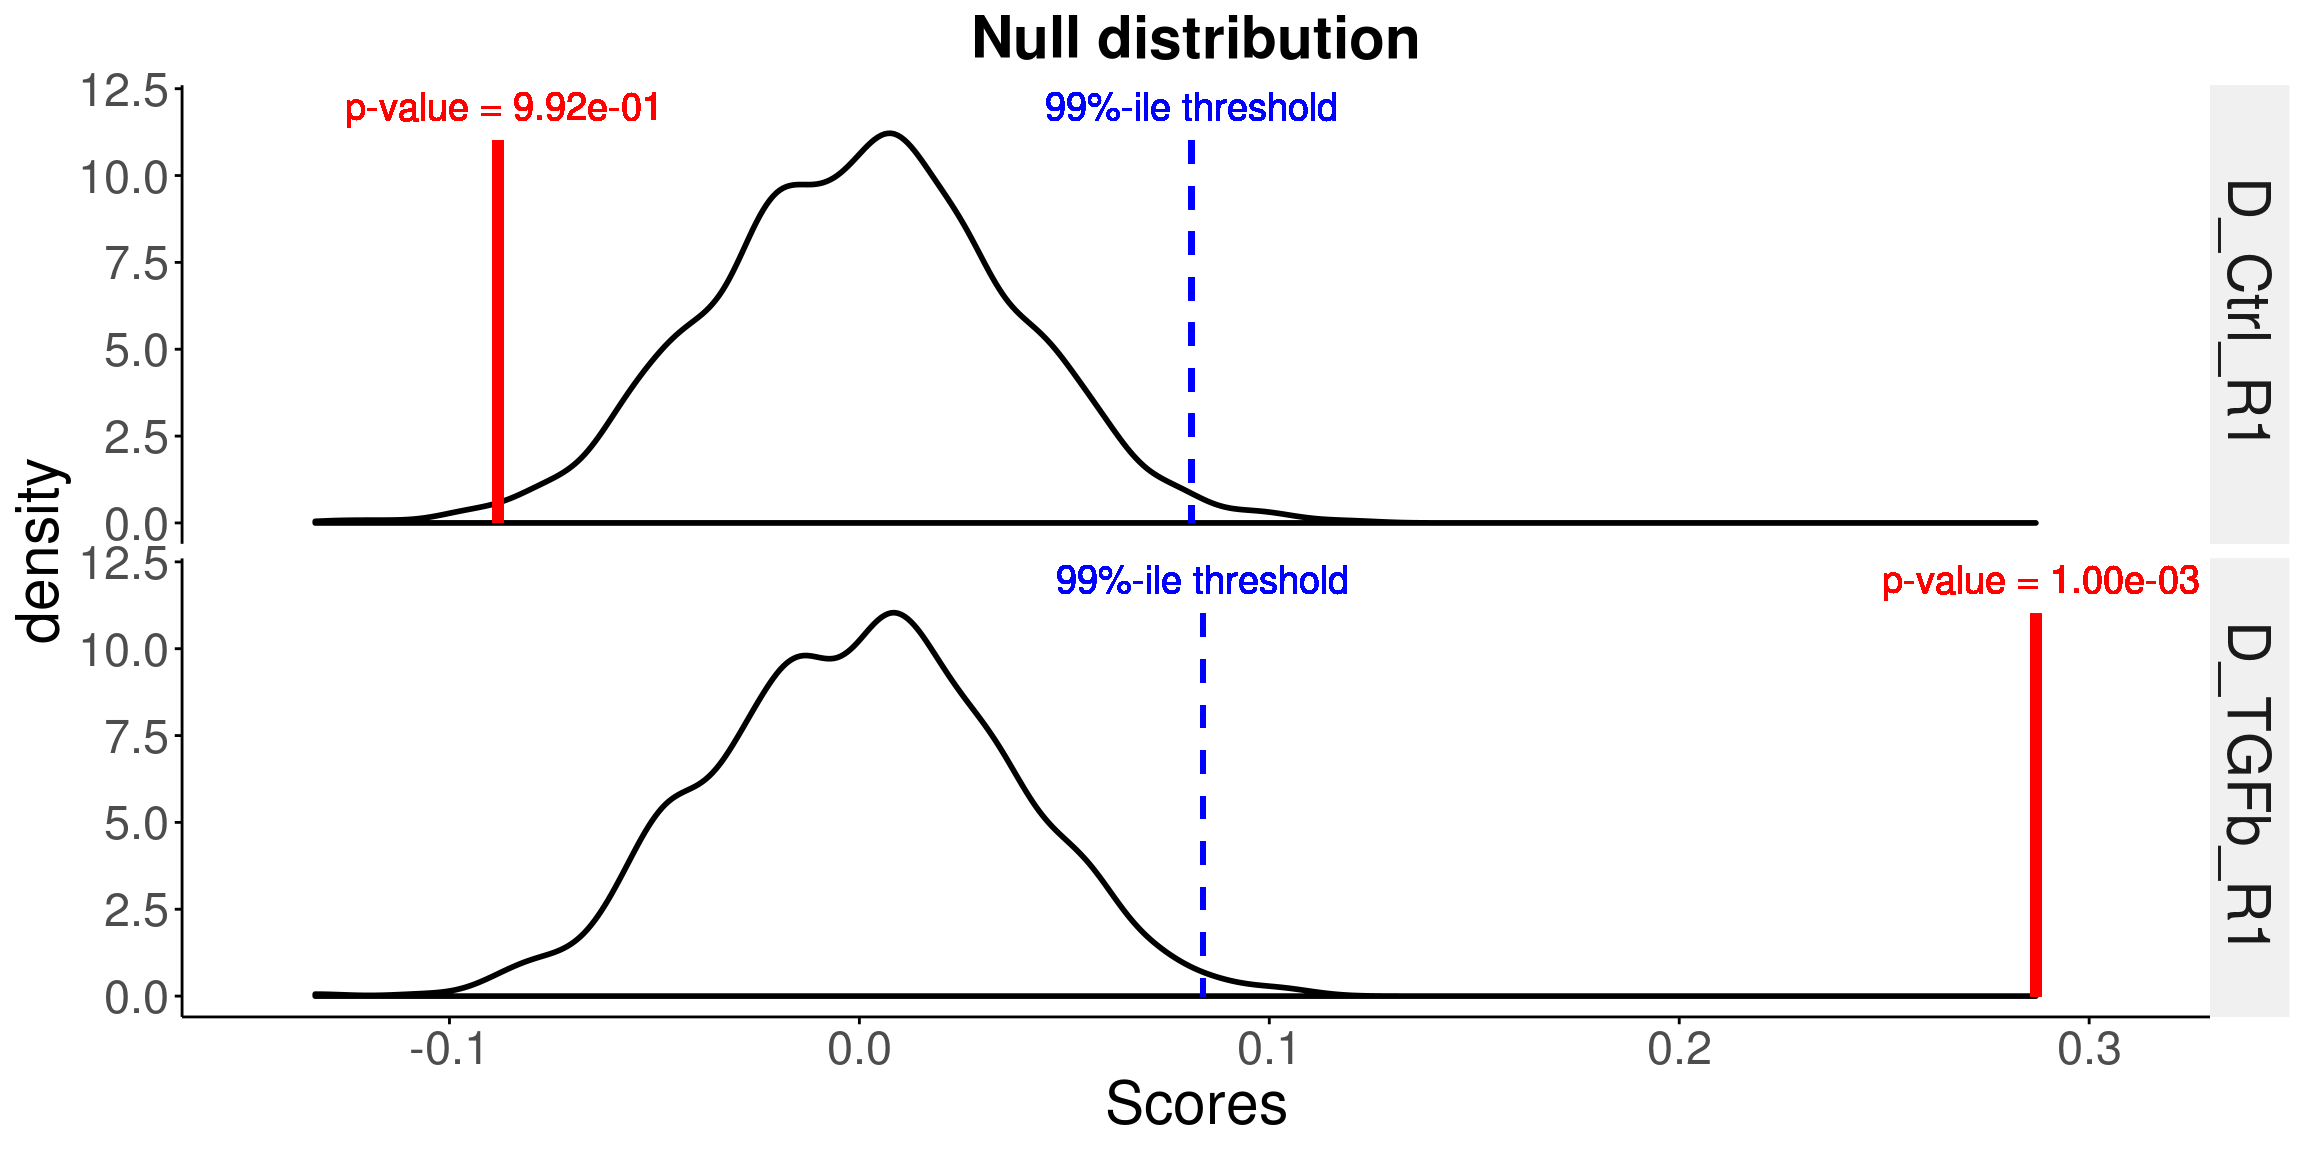 Null distribution
density
12.5
10.0
7.5
5.0
2.5
0.0
p-value = 9.92e-01
99%-ile threshold
D_Ctrl_R1
12.5
10.0
7.5
5.0
2.5
0.0
99%-ile threshold
p-value = 1.00e-03
D_TGFb_R1
-0.1 0.0 0.1 0.2 0.3
Scores